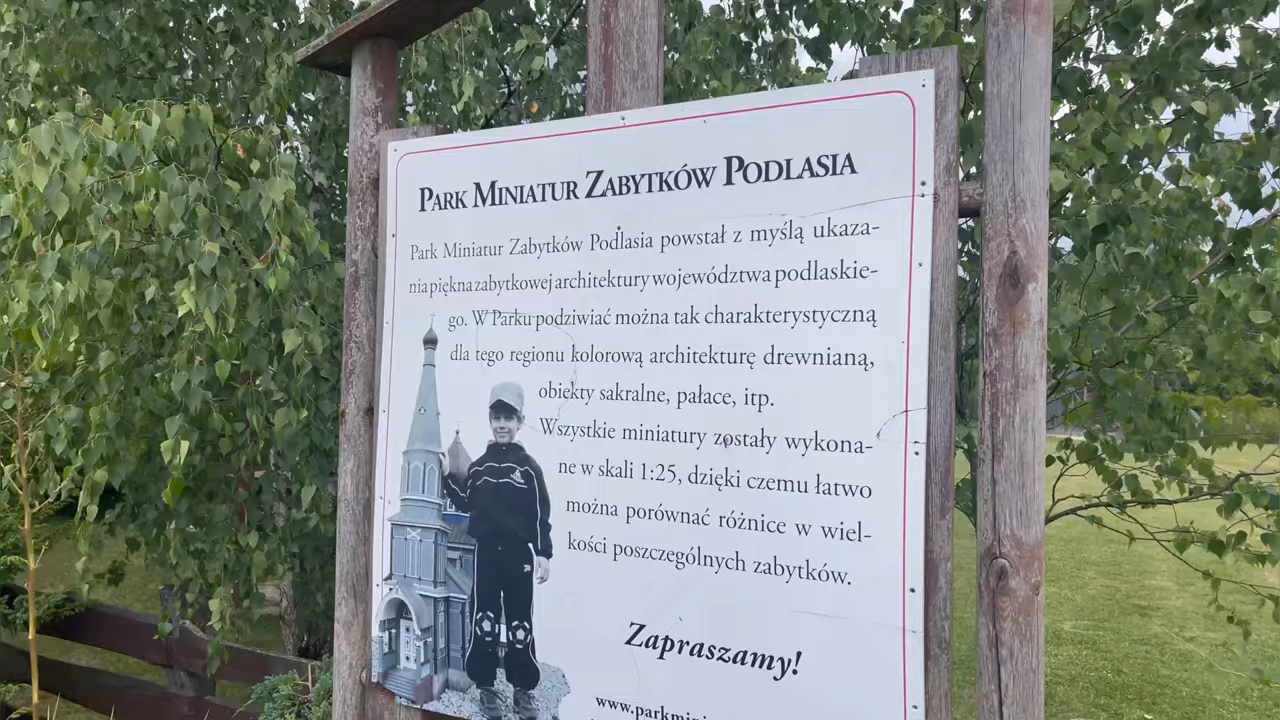 Park Miniatur Zabytków Podlasia
Park Miniatur Zabytków Podlasia powstał z myślą ukaza-
nia piękna zabytkowej architektury województwa podlaskie-
go. W Parku podziwiać można tak charakterystyczną
dla tego regionu kolorową architekturę drewnianą,
obiekty sakralne, pałace, itp.
Wszystkie miniatury zostały wykona-
ne w skali 1:25, dzięki czemu łatwo
można porównać różnice w wiel-
kości poszczególnych zabytków.
Zapraszamy!